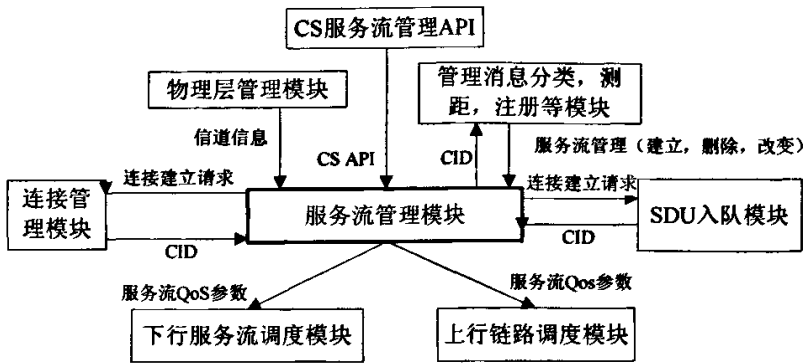 CS服务流管理API
物理层管理模块
管理消息分类，测
距，注册等模块
信道信息
CS API
CID
服务流管理（建立，删除，改变）
连接建立请求
连接建立请求
连接管
理模块
服务流管理模块
SDU入队模块
CID
CID
服务流QoS参数
服务流Qos参数
下行服务流调度模块
上行链路调度模块